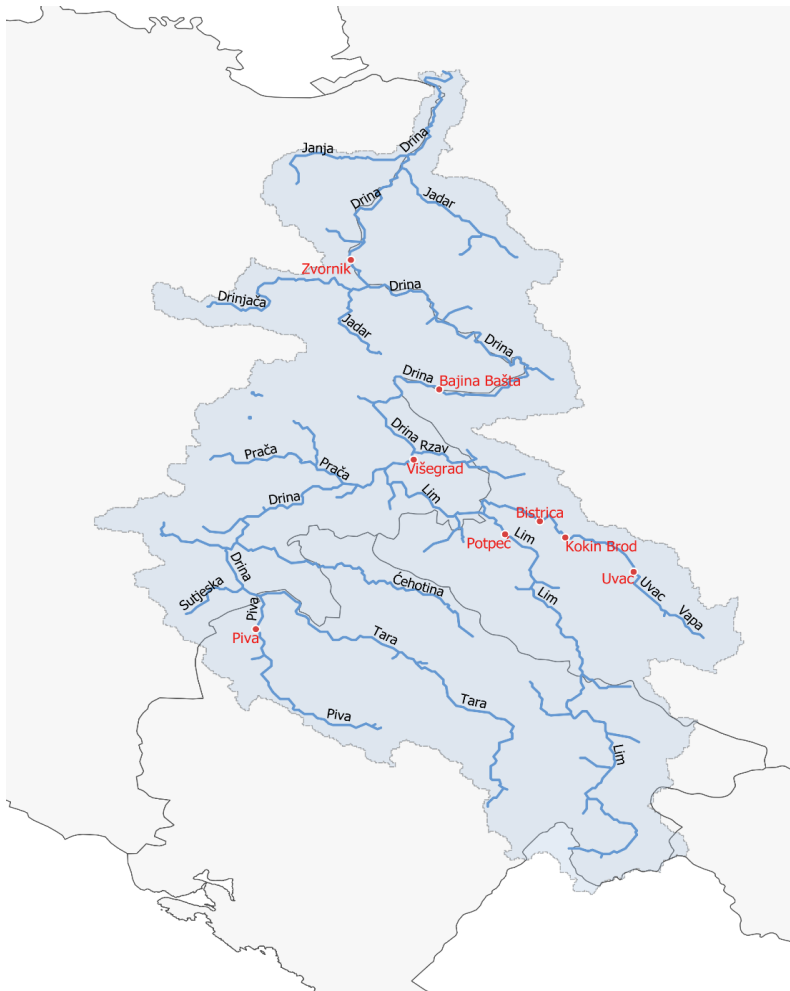 Drina
Janja
Drina
Jadar
Zvornik
Drina
Drinjača
Jadar
Drina
Drina
Bajina Bašta
Drina
Rzav
Prača
Prača
Višegrad
Drina
Lim
Bistrica
Lim
Potpeć
Kokin Brod
Drina
Uvac
Sutjeska
Ćehotina
Uvac
Lim
Piva
Vapa
Piva
Tara
Tara
Piva
Lim